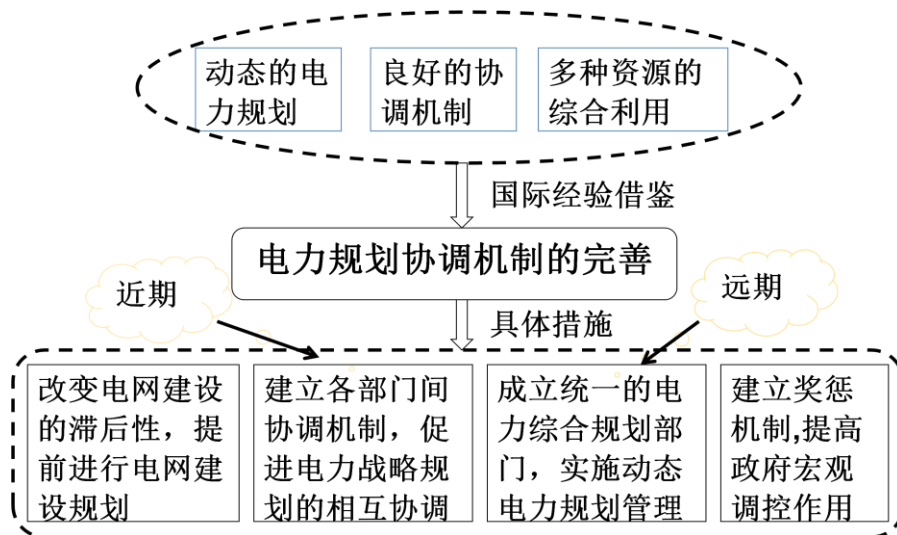 动态的电
力规划
良好的协
调机制
多种资源的
综合利用
国际经验借鉴
电力规划协调机制的完善
近期
远期
具体措施
改变电网建设
的滞后性，提
前进行电网建
设规划
建立各部门间
协调机制，促
进电力战略规
划的相互协调
成立统一的电
力综合规划部
门，实施动态
电力规划管理
建立奖惩
机制,提高
政府宏观
调控作用